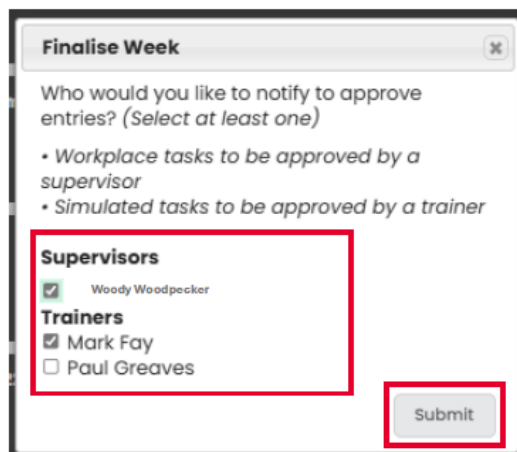 Finalise Week
Who would you like to notify to approve
entries? (Select at least one)
• Workplace tasks to be approved by a
supervisor
• Simulated tasks to be approved by a trainer
Supervisors
Woody Woodpecker
Trainers
Mark Fay
Paul Greaves
Submit